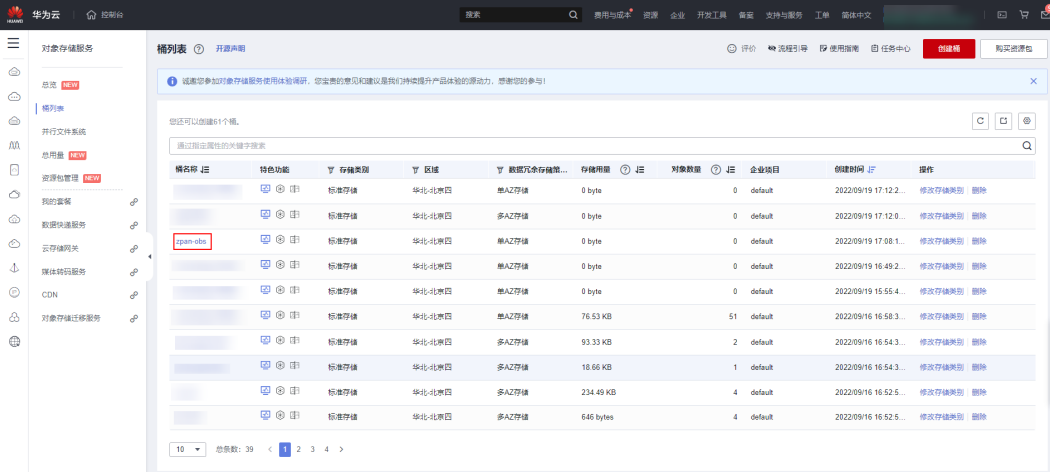 HUAWEI 华为云 控制台 搜索 费用与成本 资源 企业 开发工具 备案 支持与服务 工单 简体中文
对象存储服务
总览 NEW
桶列表
并行文件系统
总用量 NEW
资源包管理 NEW
我的套餐
数据快递服务
云存储网关
媒体转码服务
CDN
对象存储迁移服务
桶列表 开源声明 评价 流程引导 使用指南 任务中心 创建桶 购买资源包
诚邀您参加对象存储服务使用体验调研，您宝贵的意见和建议是我们持续提升产品体验的源动力，感谢您的参与！
您还可以创建61个桶。
通过指定属性的关键字搜索
桶名称 特色功能 存储类别 区域 数据冗余存储策... 存储用量 对象数量 企业项目 创建时间 操作
标准存储 华北-北京四 单AZ存储 0 byte 0 default 2022/09/19 17:12:2... 修改存储类别 删除
标准存储 华北-北京四 多AZ存储 0 byte 0 default 2022/09/19 17:12:0... 修改存储类别 删除
zpan-obs 标准存储 华北-北京四 单AZ存储 0 byte 0 default 2022/09/19 17:08:1... 修改存储类别 删除
标准存储 华北-北京四 单AZ存储 0 byte 0 default 2022/09/19 16:49:2... 修改存储类别 删除
标准存储 华北-北京四 单AZ存储 0 byte 0 default 2022/09/19 15:55:4... 修改存储类别 删除
标准存储 华北-北京四 单AZ存储 76.53 KB 51 default 2022/09/16 16:58:3... 修改存储类别 删除
标准存储 华北-北京四 多AZ存储 93.33 KB 2 default 2022/09/16 16:54:3... 修改存储类别 删除
标准存储 华北-北京四 多AZ存储 18.66 KB 1 default 2022/09/16 16:54:3... 修改存储类别 删除
标准存储 华北-北京四 多AZ存储 234.49 KB 4 default 2022/09/16 16:52:5... 修改存储类别 删除
标准存储 华北-北京四 多AZ存储 646 bytes 4 default 2022/09/16 16:52:5... 修改存储类别 删除
10 总条数: 39 < 1 2 3 4 >